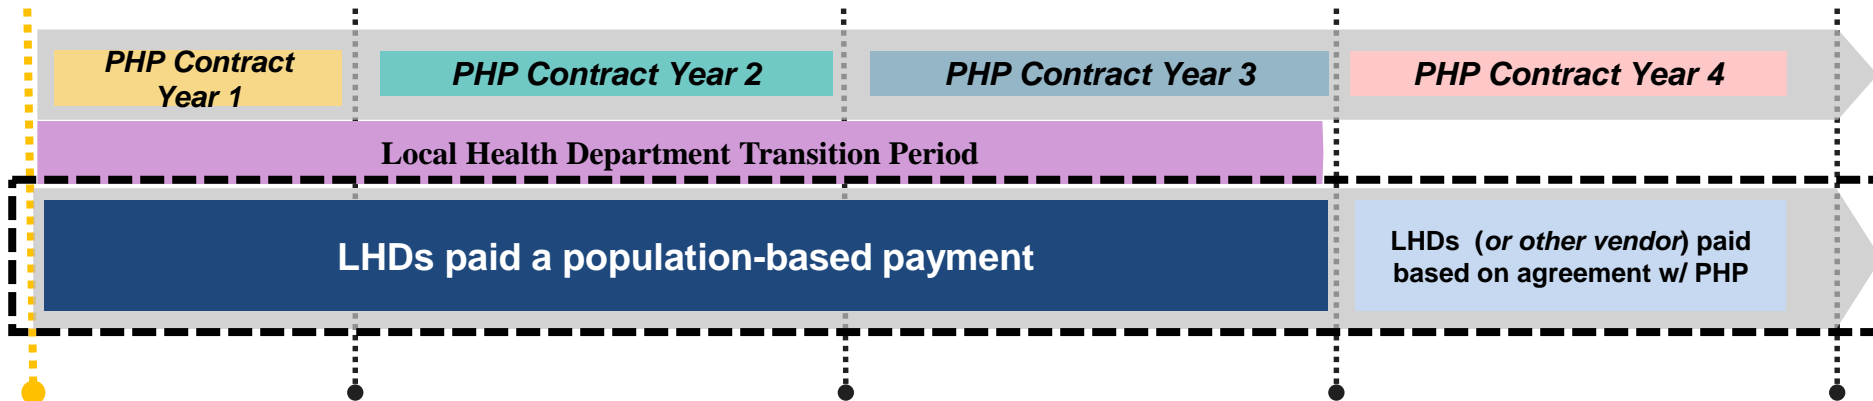 PHP Contract
Year 1
PHP Contract Year 2
PHP Contract Year 3
PHP Contract Year 4
Local Health Department Transition Period
LHDs paid a population-based payment
LHDs (or other vendor) paid
based on agreement w/ PHP